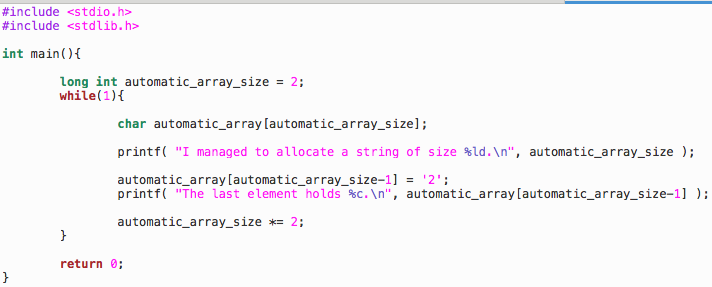 #include <stdio.h>
#include <stdlib.h>
int main(){
long int automatic_array_size = 2;
while(1){
char automatic_array[automatic_array_size];
printf( "I managed to allocate a string of size %ld.\n", automatic_array_size );
automatic_array[automatic_array_size-1] = '2';
printf( "The last element holds %c.\n", automatic_array[automatic_array_size-1] );
automatic_array_size *= 2;
}
return 0;
}